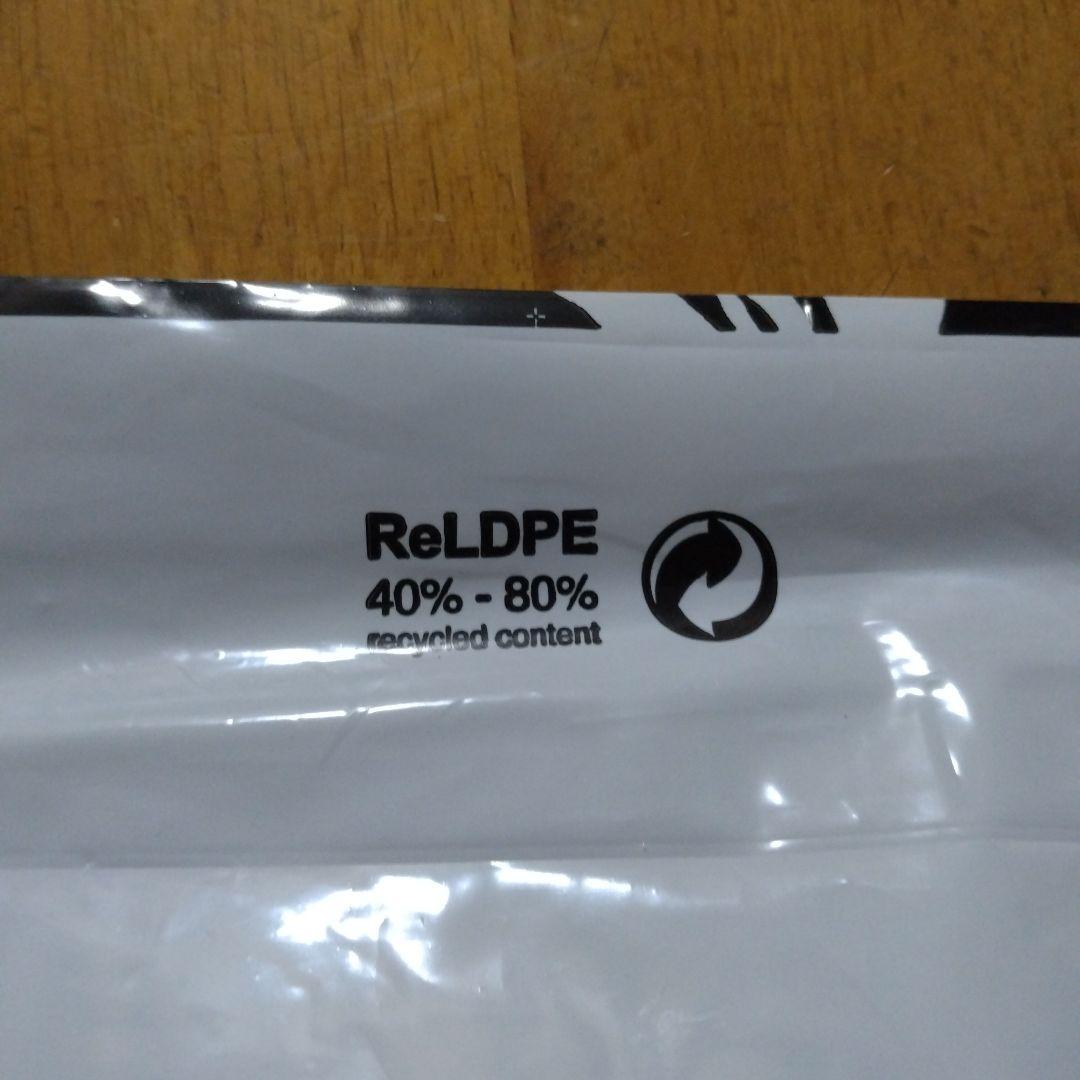 ReLDPE
40% - 80%
recycled content